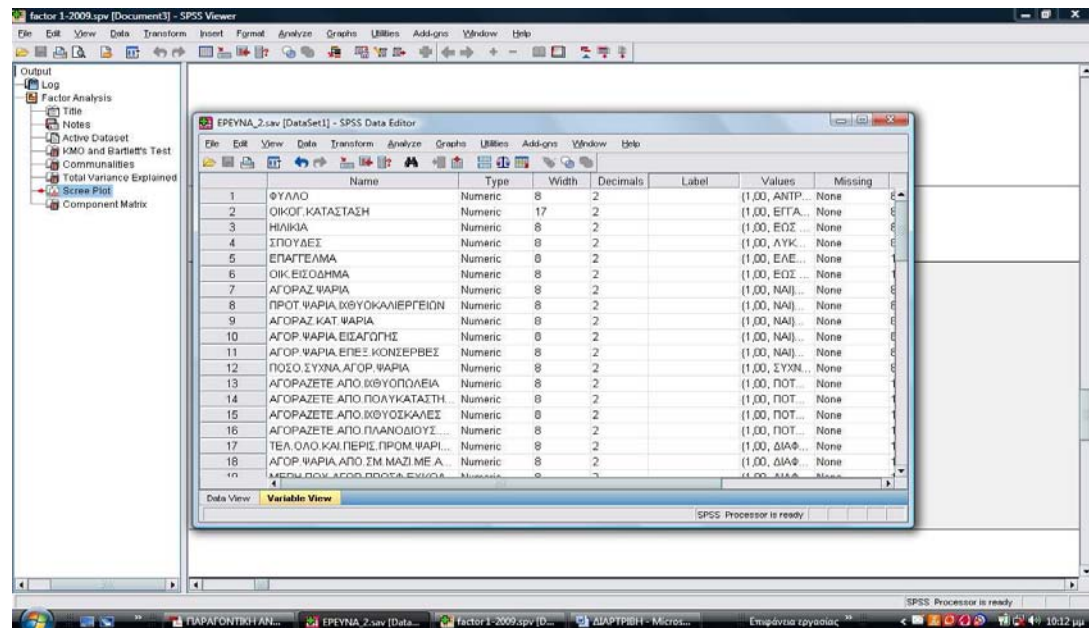 factor 1-2009.spv [Document3] - SPSS Viewer
File Edit View Data Transform Insert Format Analyze Graphs Utilities Add-ons Window Help
Output
Log
Factor Analysis
Title
Notes
Active Dataset
KMO and Bartlett's Test
Communalities
Total Variance Explained
Scree Plot
Component Matrix
ΕΡΕΥΝΑ_2.sav [DataSet1] - SPSS Data Editor
File Edit View Data Transform Analyze Graphs Utilities Add-ons Window Help
Name Type Width Decimals Label Values Missing
1 ΦΥΛΛΟ Numeric 8 2 {1,00, ΑΝΤΡ... None
2 ΟΙΚΟΓ.ΚΑΤΑΣΤΑΣΗ Numeric 17 2 {1,00, ΕΓΓΑ... None
3 ΗΛΙΚΙΑ Numeric 8 2 {1,00, ΕΩΣ ... None
4 ΣΠΟΥΔΕΣ Numeric 8 2 {1,00, ΛΥΚ... None
5 ΕΠΑΓΓΕΛΜΑ Numeric 8 2 {1,00, ΕΛΕ... None
6 ΟΙΚ.ΕΙΣΟΔΗΜΑ Numeric 8 2 {1,00, ΕΩΣ ... None
7 ΑΓΟΡΑΖ.ΨΑΡΙΑ Numeric 8 2 {1,00, ΝΑΙ}... None
8 ΠΡΟΤ.ΨΑΡΙΑ.ΙΧΘΥΟΚΑΛΙΕΡΓΕΙΩΝ Numeric 8 2 {1,00, ΝΑΙ}... None
9 ΑΓΟΡΑΖ.ΚΑΤ.ΨΑΡΙΑ Numeric 8 2 {1,00, ΝΑΙ}... None
10 ΑΓΟΡ.ΨΑΡΙΑ.ΕΙΣΑΓΩΓΗΣ Numeric 8 2 {1,00, ΝΑΙ}... None
11 ΑΓΟΡ.ΨΑΡΙΑ.ΕΠΕΞ.ΚΟΝΣΕΡΒΕΣ Numeric 8 2 {1,00, ΝΑΙ}... None
12 ΠΟΣΟ.ΣΥΧΝΑ.ΑΓΟΡ.ΨΑΡΙΑ Numeric 8 2 {1,00, ΣΥΧΝ... None
13 ΑΓΟΡΑΖΕΤΕ.ΑΠΟ.ΙΧΘΥΟΠΩΛΕΙΑ Numeric 8 2 {1,00, ΠΟΤ... None
14 ΑΓΟΡΑΖΕΤΕ.ΑΠΟ.ΠΟΛΥΚΑΤΑΣΤΗ... Numeric 8 2 {1,00, ΠΟΤ... None
15 ΑΓΟΡΑΖΕΤΕ.ΑΠΟ.ΙΧΘΥΟΣΚΑΛΕΣ Numeric 8 2 {1,00, ΠΟΤ... None
16 ΑΓΟΡΑΖΕΤΕ.ΑΠΟ.ΠΛΑΝΟΔΙΟΥΣ.... Numeric 8 2 {1,00, ΠΟΤ... None
17 ΤΕΛ.ΟΛΟ.ΚΑΙ.ΠΕΡΙΣ.ΠΡΟΜ.ΨΑΡΙ... Numeric 8 2 {1,00, ΔΙΑΦ... None
18 ΑΓΟΡ.ΨΑΡΙΑ.ΑΠΟ.ΣΜ.ΜΑΖΙ.ΜΕ.Α... Numeric 8 2 {1,00, ΔΙΑΦ... None
Data View Variable View
SPSS Processor is ready
SPSS Processor is ready
ΠΑΡΑΓΟΝΤΙΚΗ ΑΝ... ΕΡΕΥΝΑ_2.sav [Data... factor 1-2009.spv [D... ΔΙΑΤΡΙΒΗ - Micros... Επιφάνεια εργασίας 10:12 μμ